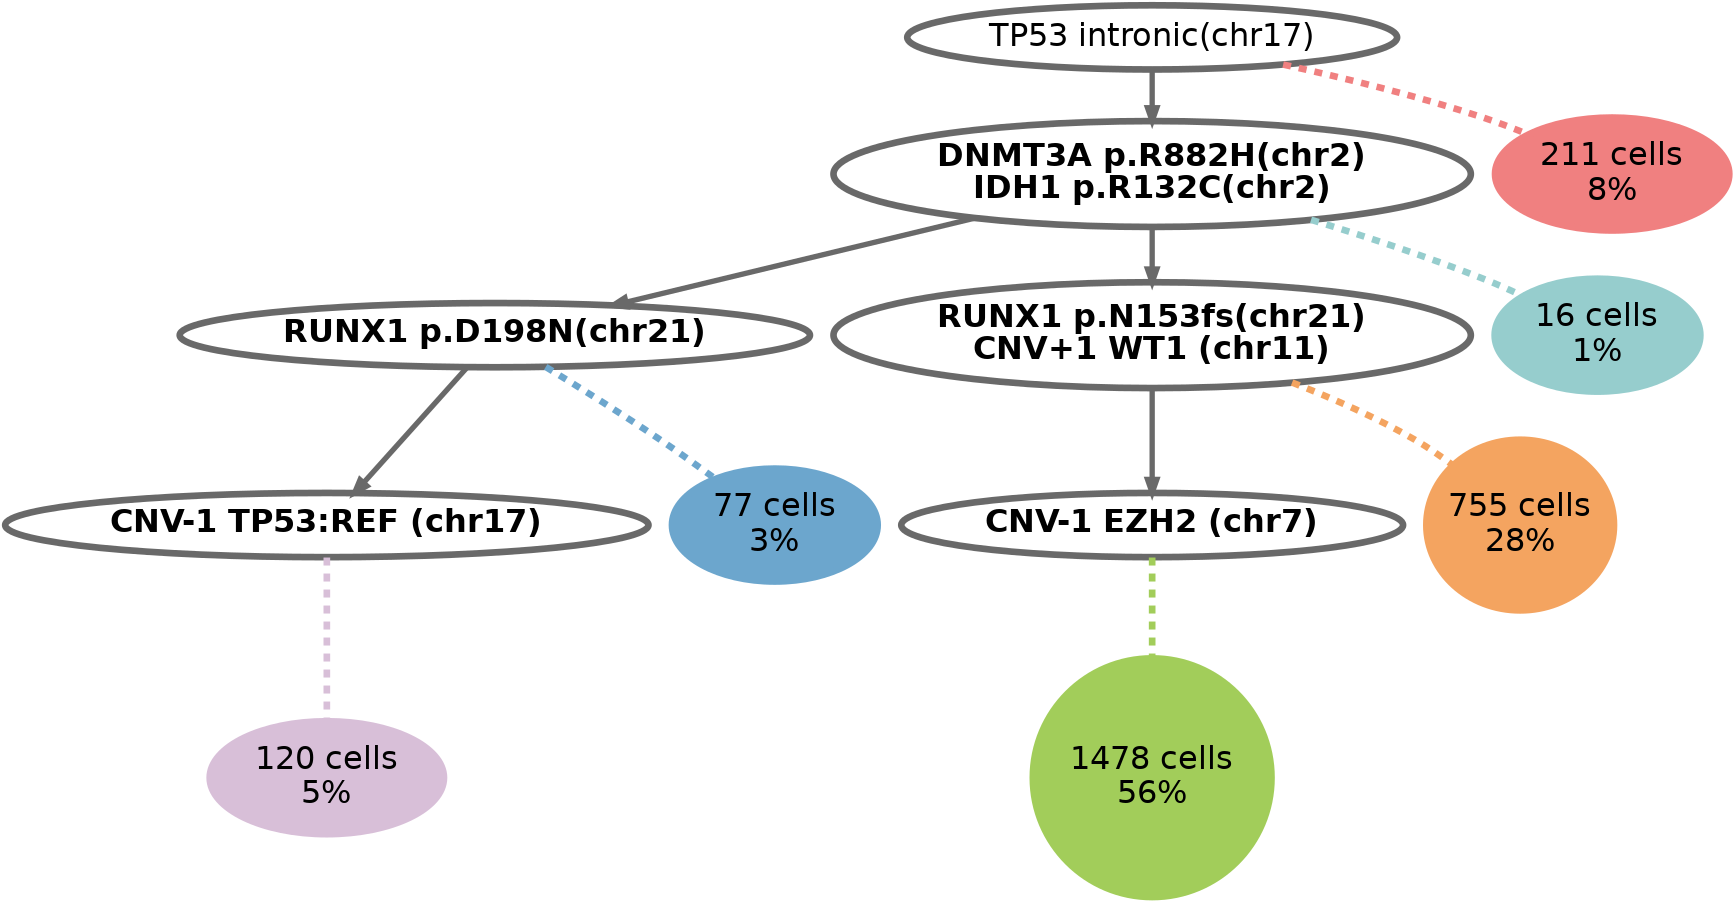 TP53 intronic(chr17)
211 cells
8%
DNMT3A p.R882H(chr2)
IDH1 p.R132C(chr2)
16 cells
1%
RUNX1 p.D198N(chr21)
RUNX1 p.N153fs(chr21)
CNV+1 WT1 (chr11)
77 cells
3%
755 cells
28%
CNV-1 TP53:REF (chr17)
CNV-1 EZH2 (chr7)
120 cells
5%
1478 cells
56%